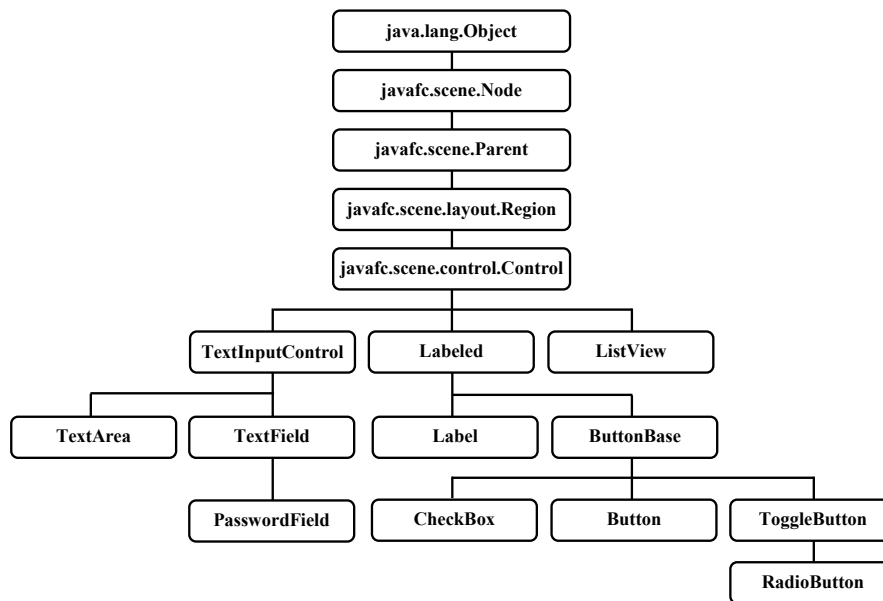 java.lang.Object
javafc.scene.Node
javafc.scene.Parent
javafc.scene.layout.Region
javafc.scene.control.Control
TextInputControl
Labeled
ListView
TextArea
TextField
Label
ButtonBase
PasswordField
CheckBox
Button
ToggleButton
RadioButton